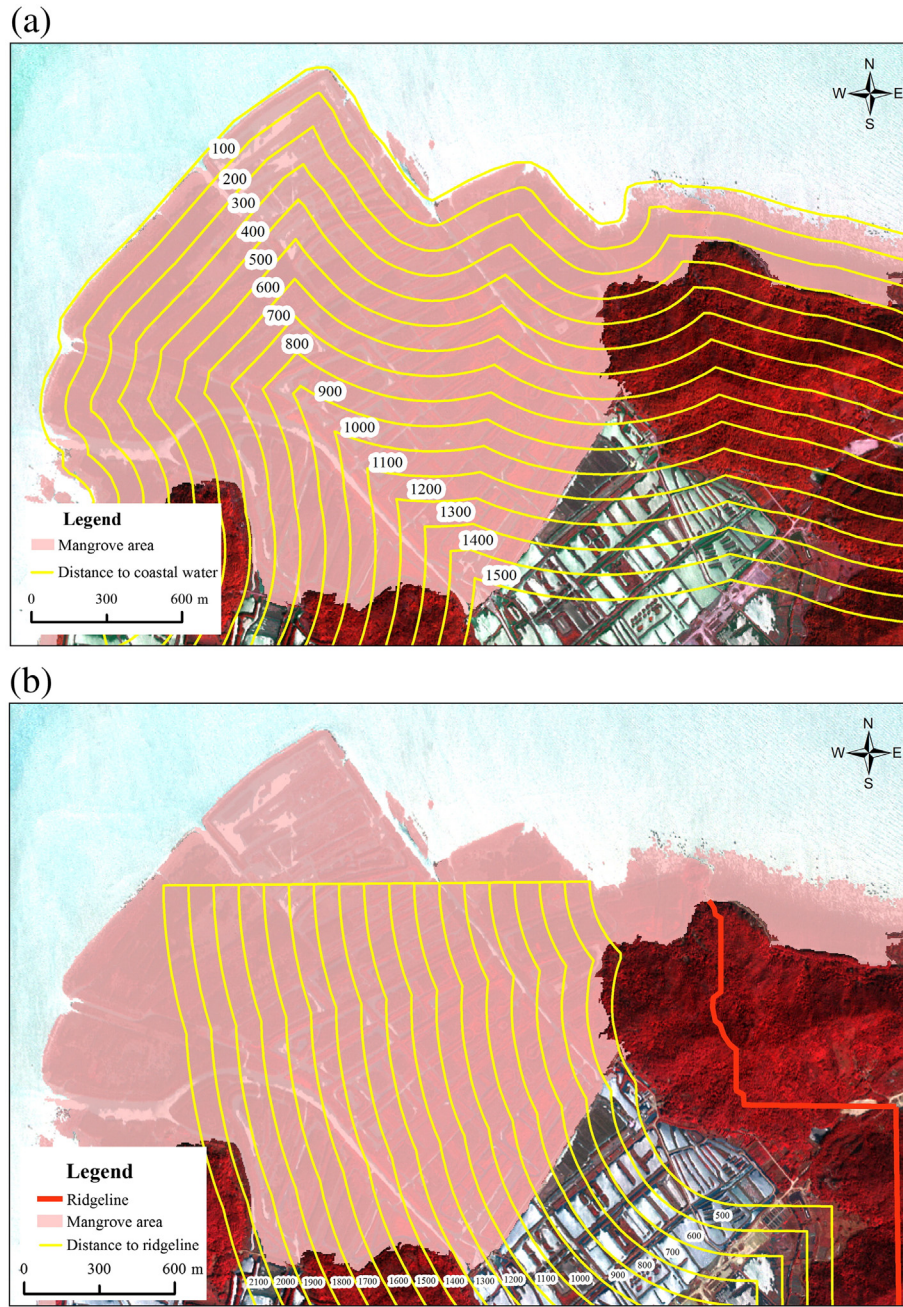 (a)
N
W E
S
100
200
300
400
500
600
700
800
900
1000
1100
1200
1300
1400
1500
Legend
Mangrove area
Distance to coastal water
0 300 600 m
(b)
N
W E
S
Legend
Ridgeline
Mangrove area
Distance to ridgeline
0 300 600 m
500
600
700
800
900
2100 2000 1900 1800 1700 1600 1500 1400 1300 1200 1100 1000